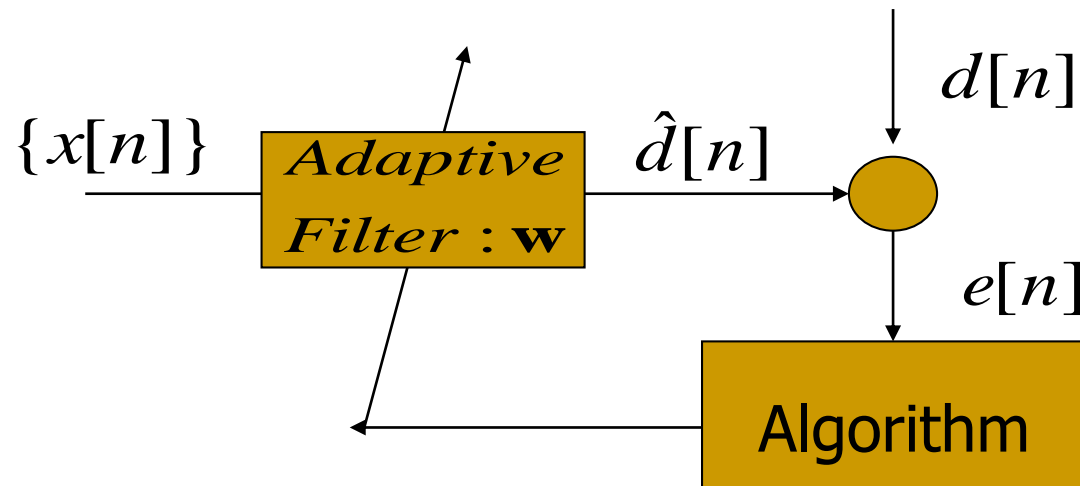 {x[n]}
Adaptive
Filter : w
d̂[n]
d[n]
e[n]
Algorithm